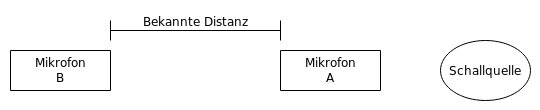 Bekannte Distanz
Mikrofon
B
Mikrofon
A
Schallquelle